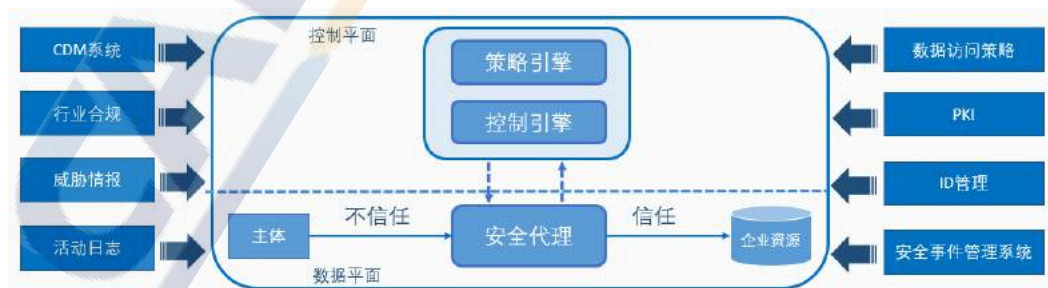 CDM系统
行业合规
威胁情报
活动日志
控制平面
策略引擎
控制引擎
主体
不信任
安全代理
信任
企业资源
数据平面
数据访问策略
PKI
ID管理
安全事件管理系统